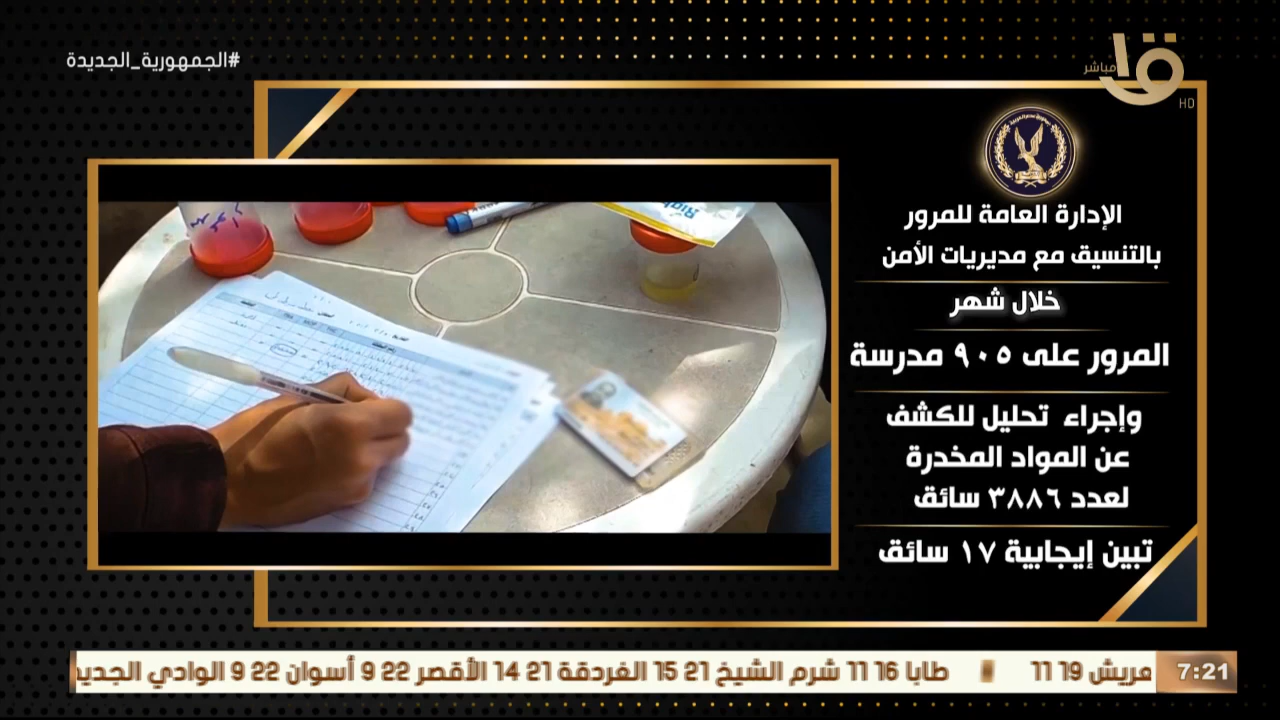 #الجمهورية_الجديدة
مباشر
HD
الإدارة العامة للمرور
بالتنسيق مع مديريات الأمن
خلال شهر
المرور على ٩٠٥ مدرسة
وإجراء تحليل للكشف
عن المواد المخدرة
لعدد ٣٨٨٦ سائق
تبين إيجابية ١٧ سائق
7:21
مريش 19 11 طابا 16 11 شرم الشيخ 21 15 الغردقة 21 14 الأقصر 22 9 أسوان 22 9 الوادي الجديد